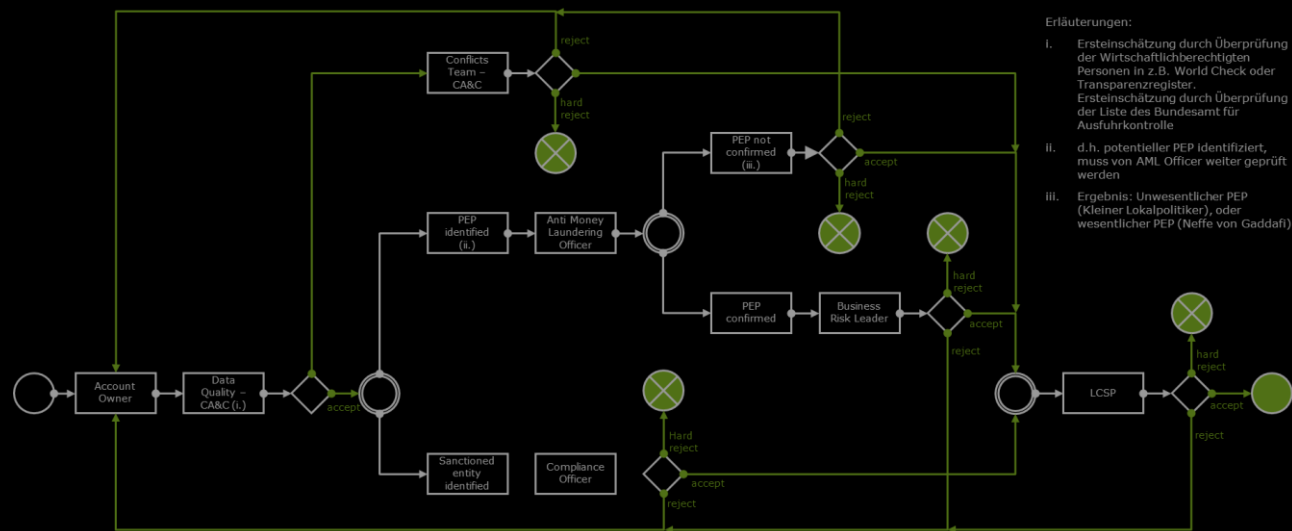 Erläuterungen:
i. Ersteinschätzung durch Überprüfung
der Wirtschaftlichberechtigten
Personen in z.B. World Check oder
Transparenzregister.
Ersteinschätzung durch Überprüfung
der Liste des Bundesamt für
Ausfuhrkontrolle
ii. d.h. potentieller PEP identifiziert,
muss von AML Officer weiter geprüft
werden
iii. Ergebnis: Unwesentlicher PEP
(Kleiner Lokalpolitiker), oder
wesentlicher PEP (Neffe von Gaddafi)
reject
Conflicts
Team –
CA&C
hard
reject
reject
PEP not
confirmed
(iii.)
accept
hard
reject
PEP
identified
(ii.)
Anti Money
Laundering
Officer
hard
reject
PEP
confirmed
Business
Risk Leader
accept
reject
Account
Owner
Data
Quality –
CA&C (i.)
accept
LCSP
hard
reject
accept
reject
Sanctioned
entity
identified
Compliance
Officer
Hard
reject
accept
reject